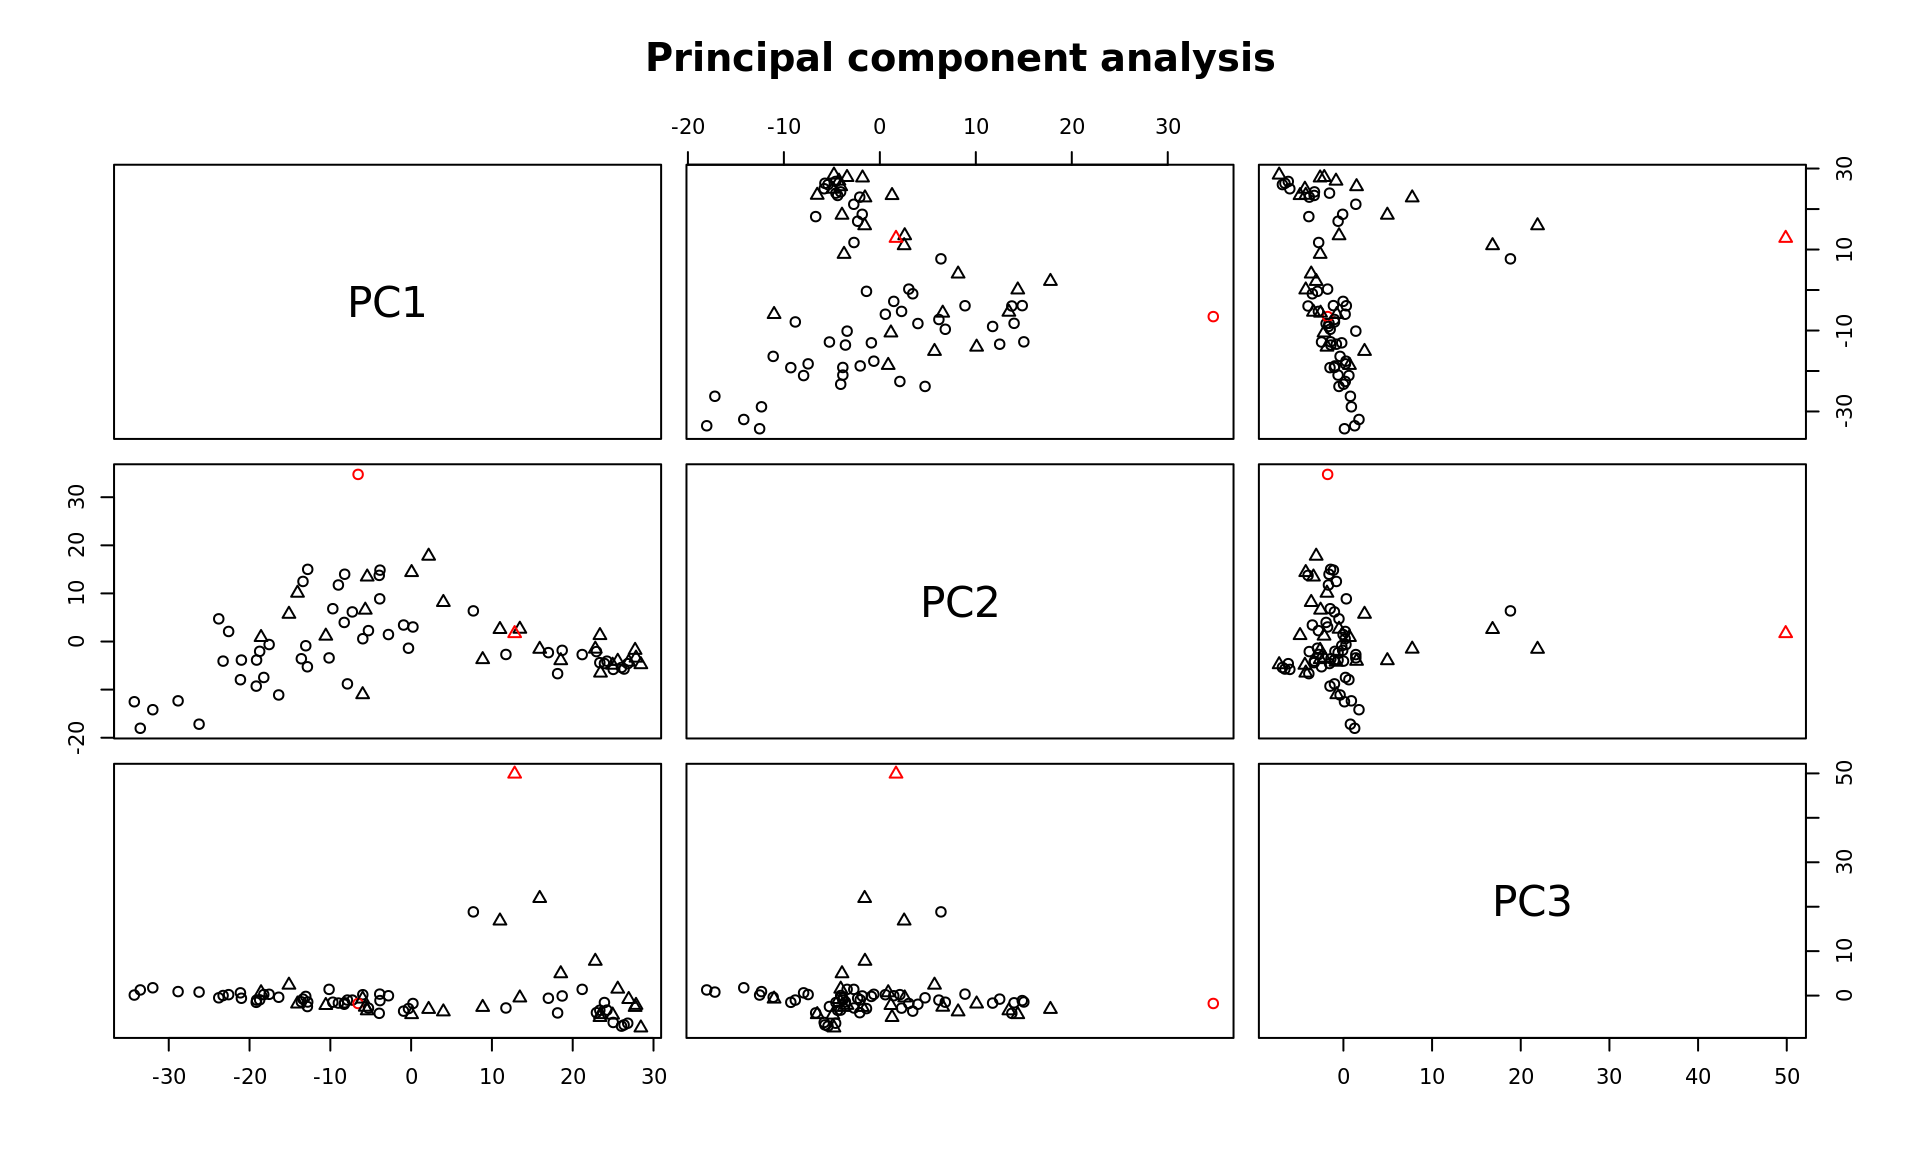 Principal component analysis
-20 -10 0 10 20 30
PC1
-30 -10 10 30
-20 0 10 20 30
PC2
PC3
0 10 30 50
-30 -20 -10 0 10 20 30
0 10 20 30 40 50